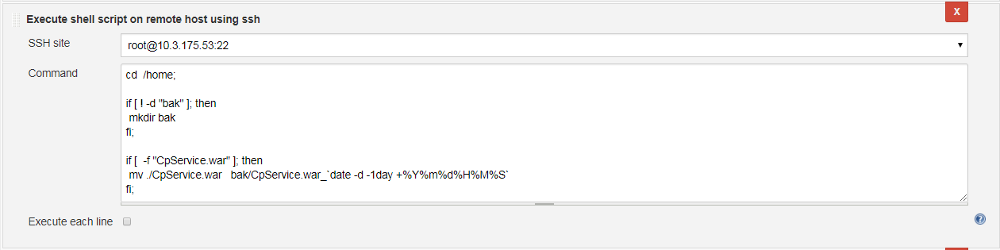 Execute shell script on remote host using ssh
X
SSH site
root@10.3.175.53:22
Command
cd  /home;
if [ ! -d "bak" ]; then
 mkdir bak
fi;
if [  -f "CpService.war" ]; then
 mv ./CpService.war   bak/CpService.war_`date -d -1day +%Y%m%d%H%M%S`
fi;
Execute each line
?